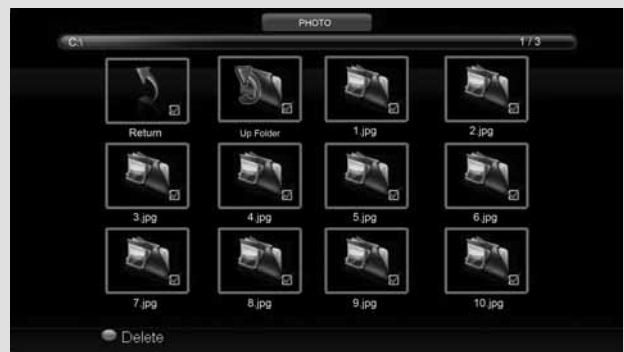 PHOTO
C:\ 1 / 3
Return Up Folder 1.jpg 2.jpg
3.jpg 4.jpg 5.jpg 6.jpg
7.jpg 8.jpg 9.jpg 10.jpg
Delete